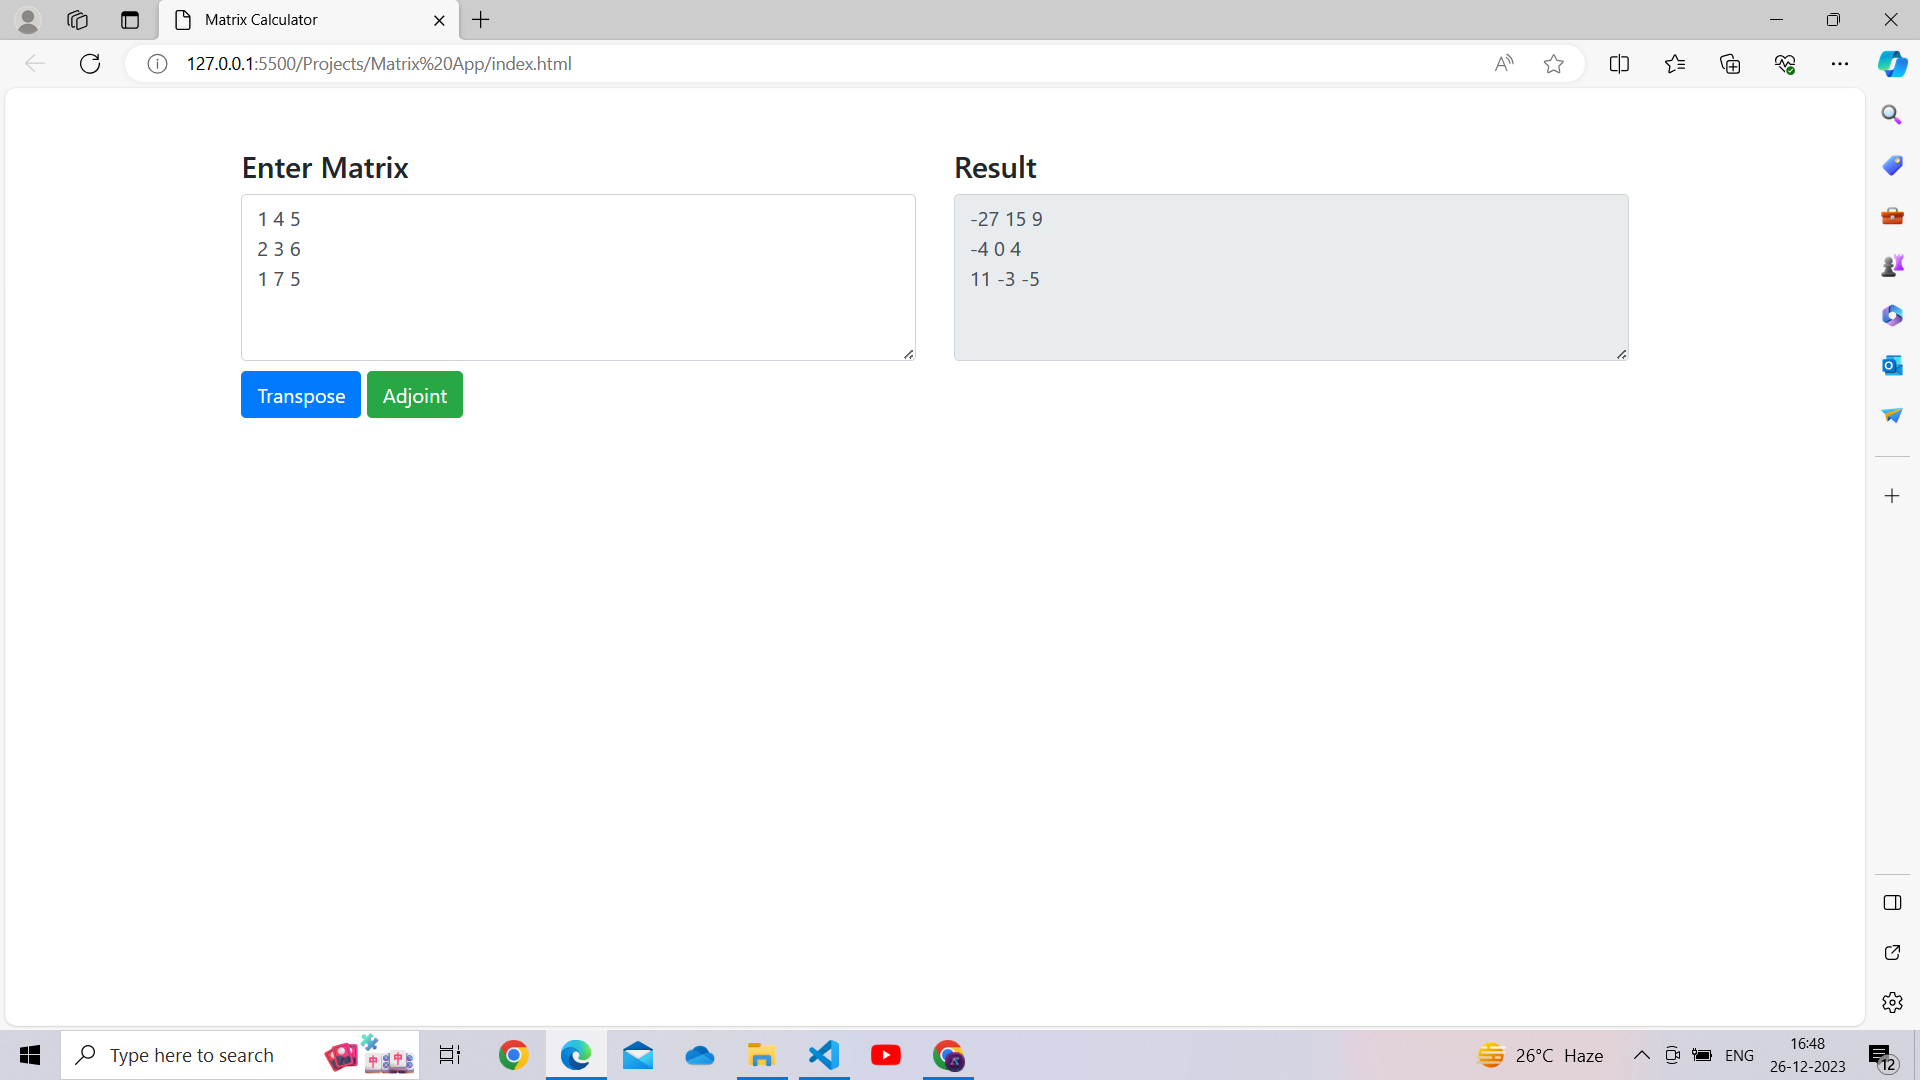 Matrix Calculator
127.0.0.1:5500/Projects/Matrix%20App/index.html
Enter Matrix
1 4 5
2 3 6
1 7 5
Transpose
Adjoint
Result
-27 15 9
-4 0 4
11 -3 -5
Type here to search
26°C Haze
ENG
16:48
26-12-2023
12